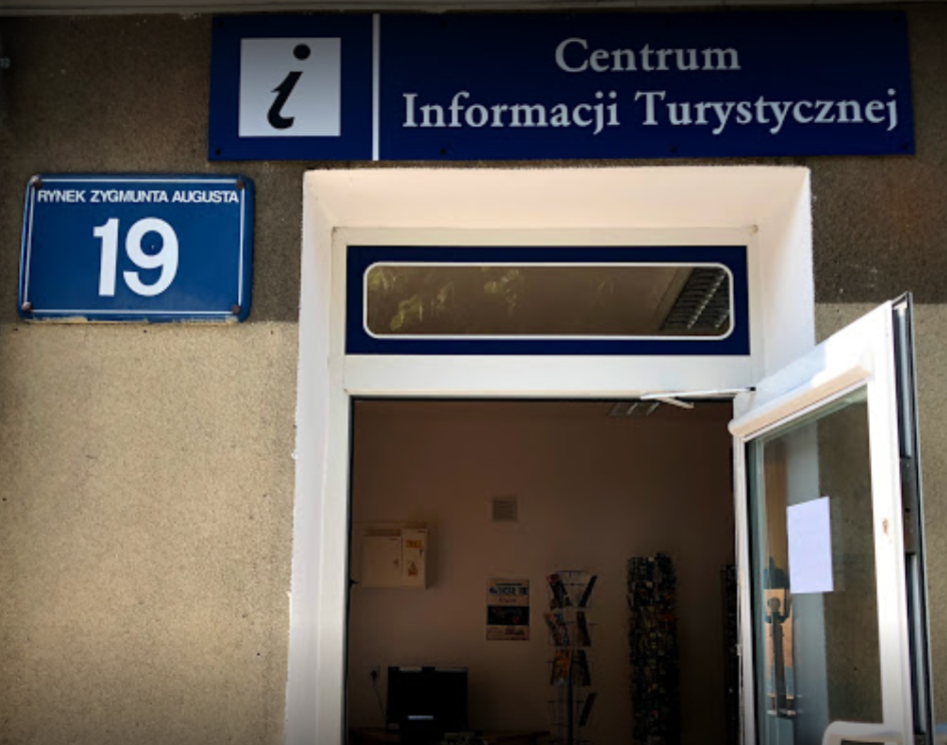 i
Centrum
Informacji Turystycznej
RYNEK ZYGMUNTA AUGUSTA
19